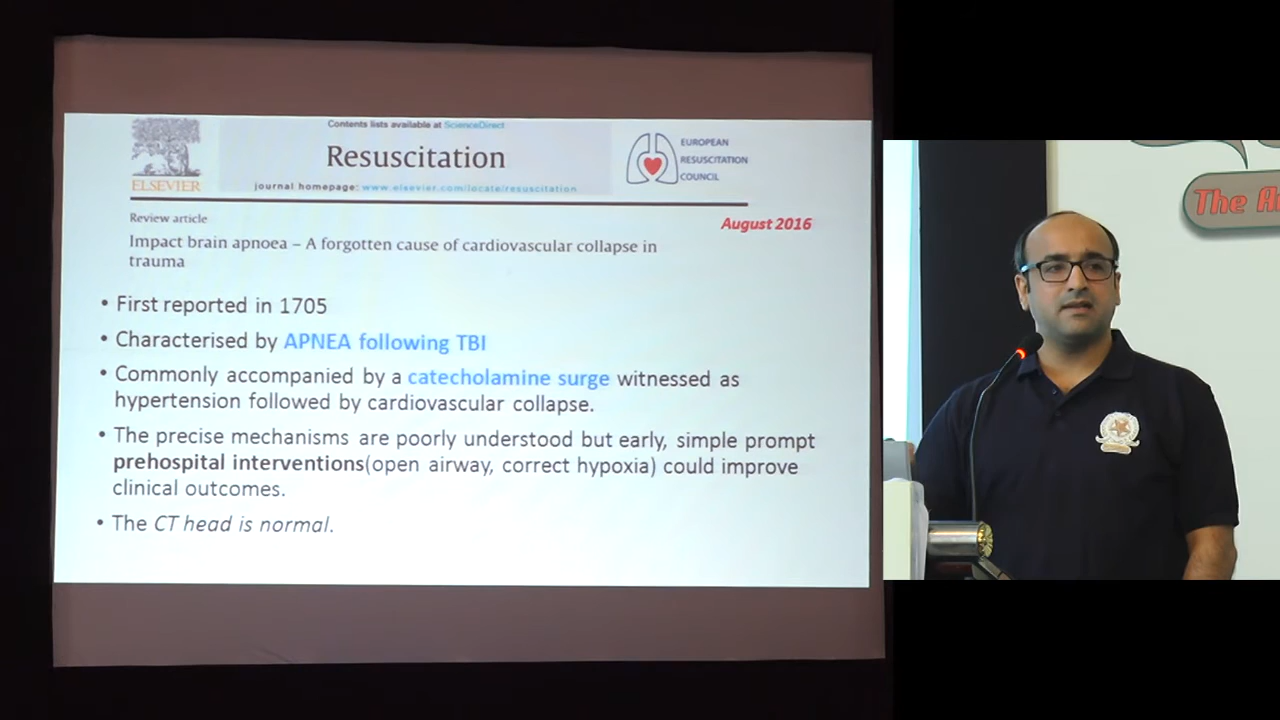 Contents lists available at ScienceDirect
Resuscitation
journal homepage: www.elsevier.com/locate/resuscitation
ELSEVIER
EUROPEAN
RESUSCITATION
COUNCIL
Review article
August 2016
Impact brain apnoea – A forgotten cause of cardiovascular collapse in
trauma
• First reported in 1705
• Characterised by APNEA following TBI
• Commonly accompanied by a catecholamine surge witnessed as
hypertension followed by cardiovascular collapse.
• The precise mechanisms are poorly understood but early, simple prompt
prehospital interventions(open airway, correct hypoxia) could improve
clinical outcomes.
• The CT head is normal.
The